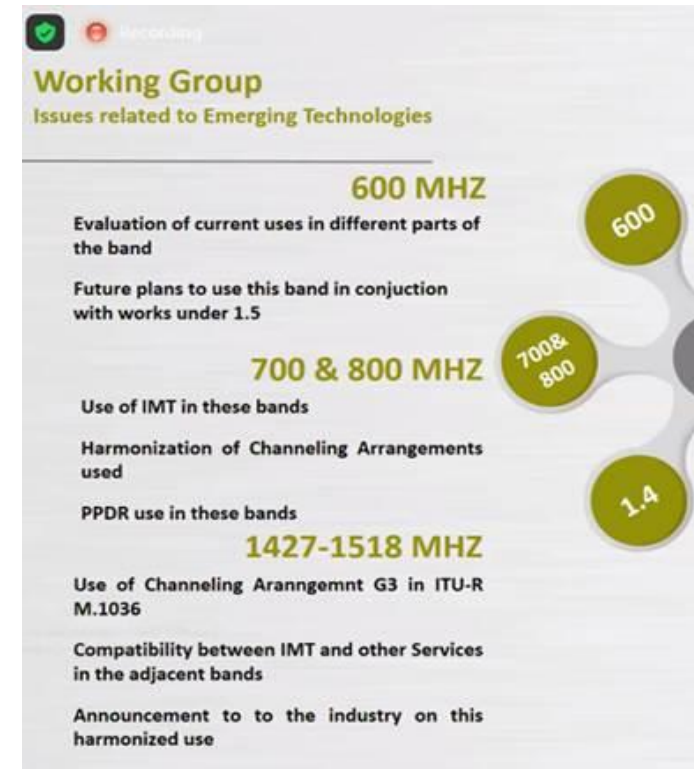 Recording
Working Group
Issues related to Emerging Technologies
600 MHZ
Evaluation of current uses in different parts of
the band
Future plans to use this band in conjuction
with works under 1.5
700 & 800 MHZ
Use of IMT in these bands
Harmonization of Channeling Arrangements
used
PPDR use in these bands
1427-1518 MHZ
Use of Channeling Aranngemnt G3 in ITU-R
M.1036
Compatibility between IMT and other Services
in the adjacent bands
Announcement to to the industry on this
harmonized use
600
700&
800
1.4